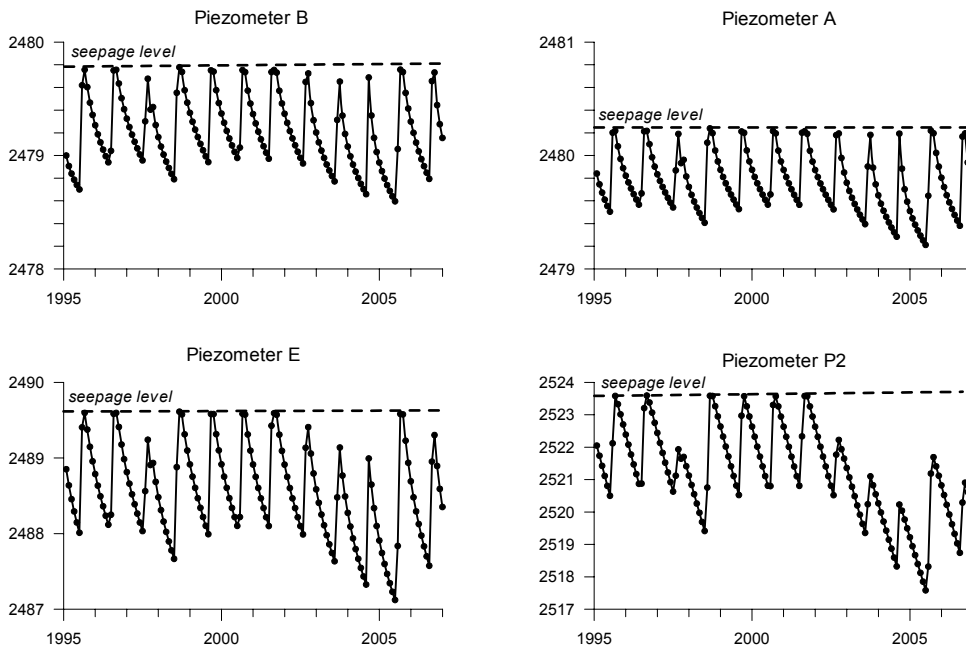 Piezometer B
2480
seepage level
2479
2478
1995 2000 2005
Piezometer A
2481
seepage level
2480
2479
1995 2000 2005
Piezometer E
2490
seepage level
2489
2488
2487
1995 2000 2005
Piezometer P2
2524
seepage level
2523
2522
2521
2520
2519
2518
2517
1995 2000 2005